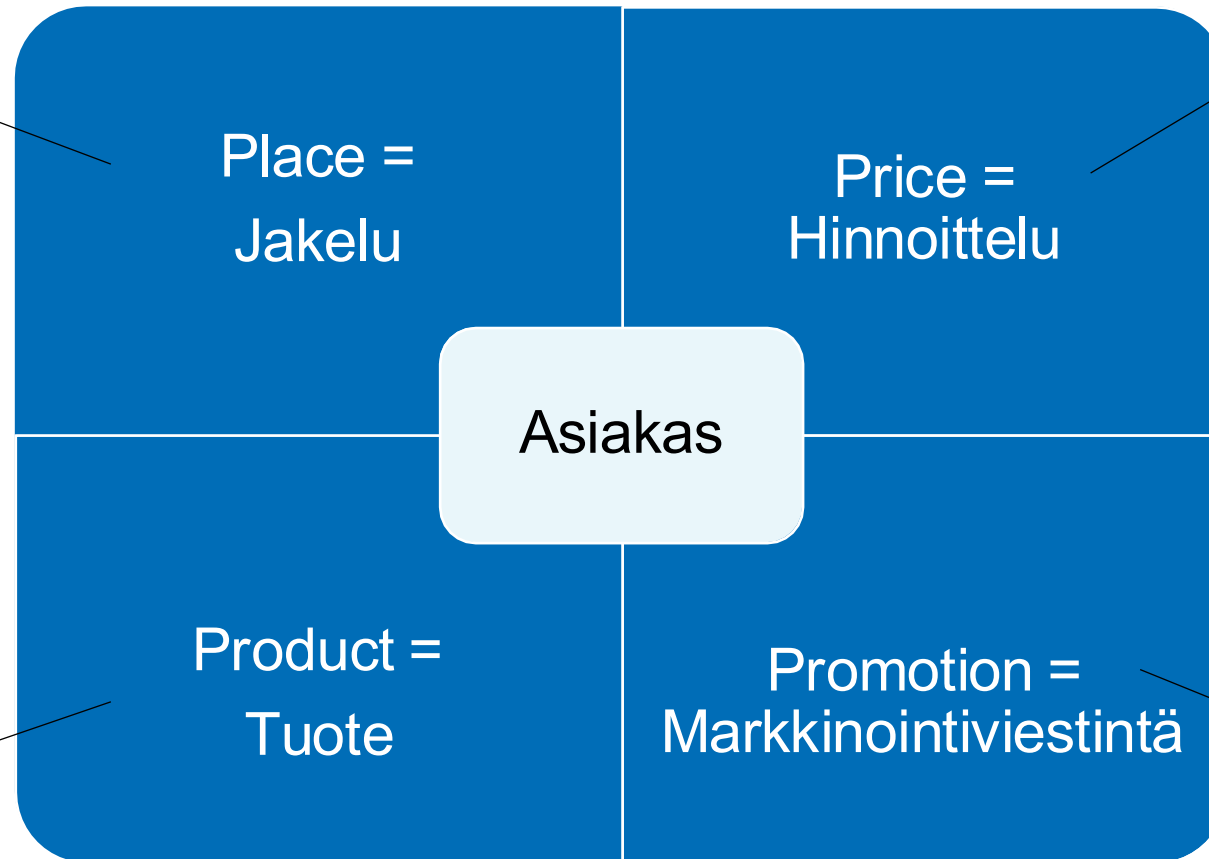 Place =
Jakelu
Price =
Hinnoittelu
Asiakas
Product =
Tuote
Promotion =
Markkinointiviestintä